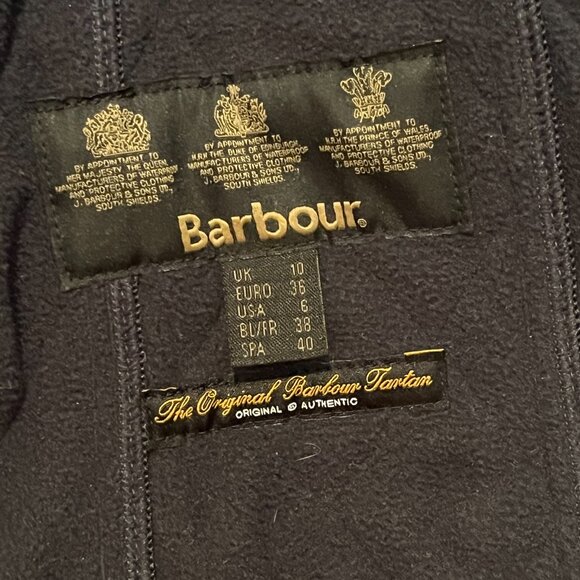 BY APPOINTMENT TO
HER MAJESTY THE QUEEN
MANUFACTURERS OF WATERPROOF
AND PROTECTIVE CLOTHING
J. BARBOUR & SONS LTD.,
SOUTH SHIELDS.
BY APPOINTMENT TO
H.R.H THE DUKE OF EDINBURGH
MANUFACTURERS OF WATERPROOF
AND PROTECTIVE CLOTHING
J. BARBOUR & SONS LTD.,
SOUTH SHIELDS.
BY APPOINTMENT TO
H.R.H THE PRINCE OF WALES.
MANUFACTURERS OF WATERPROOF
AND PROTECTIVE CLOTHING
J. BARBOUR & SONS LTD.,
SOUTH SHIELDS.
Barbour®
UK 10
EURO 36
USA 6
BL/FR 38
SPA 40
The Original Barbour Tartan
ORIGINAL © AUTHENTIC